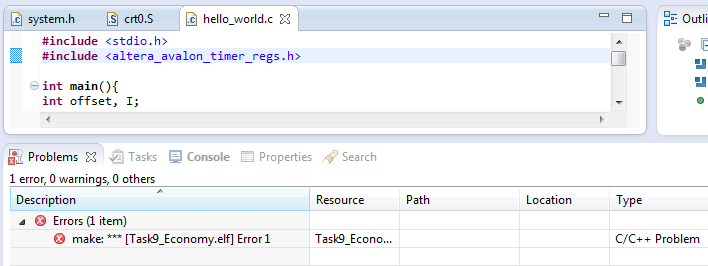 system.h crt0.S hello_world.c
Outli
#include <stdio.h>
#include <altera_avalon_timer_regs.h>
int main(){
int offset, I;
Problems Tasks Console Properties Search
1 error, 0 warnings, 0 others
Description Resource Path Location Type
Errors (1 item)
make: *** [Task9_Economy.elf] Error 1 Task9_Econo... C/C++ Problem